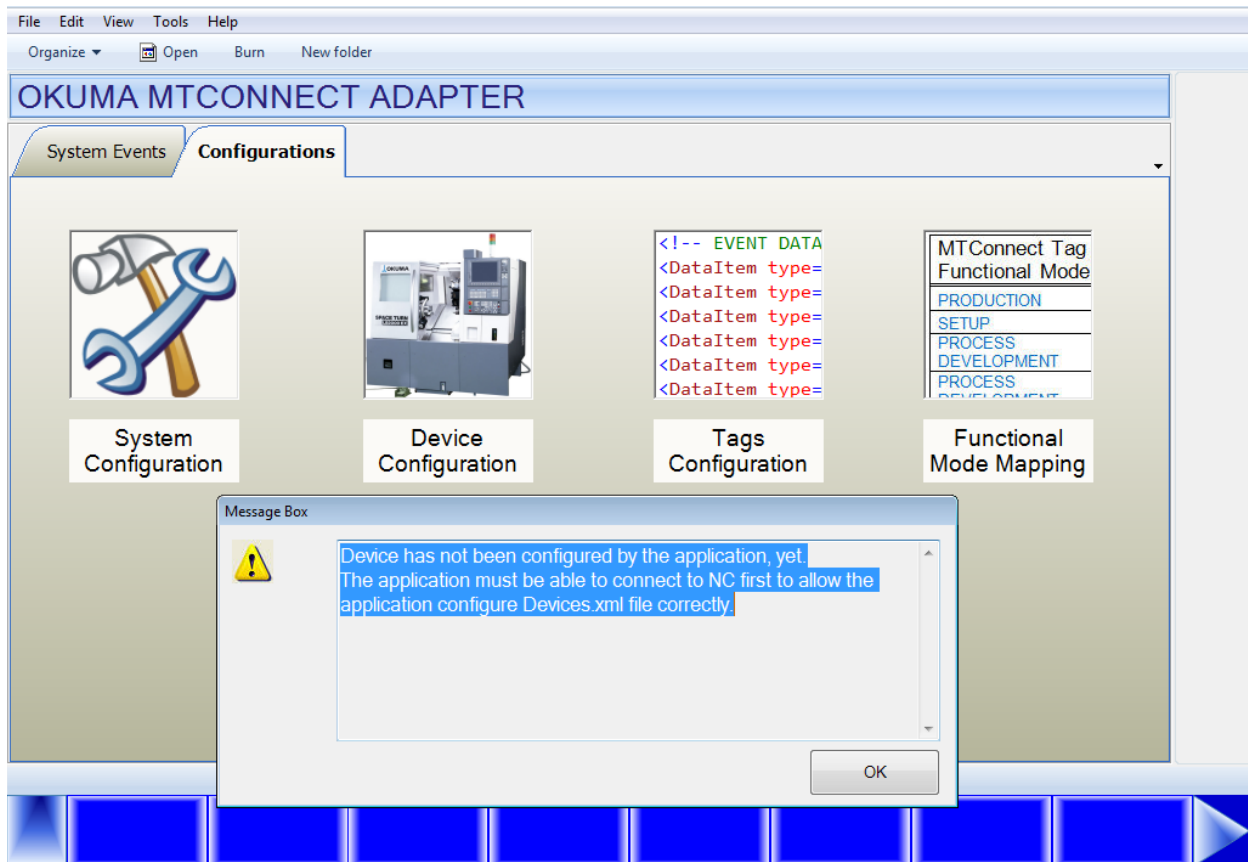 File Edit View Tools Help
Organize Open Burn New folder
OKUMA MTCONNECT ADAPTER
System Events Configurations
OKUMA
SPACE TURN
<!-- EVENT DATA
<DataItem type=
<DataItem type=
<DataItem type=
<DataItem type=
<DataItem type=
<DataItem type=
MTConnect Tag
Functional Mode
PRODUCTION
SETUP
PROCESS
DEVELOPMENT
PROCESS
DEVELOPMENT
System
Configuration
Device
Configuration
Tags
Configuration
Functional
Mode Mapping
Message Box
Device has not been configured by the application, yet.
The application must be able to connect to NC first to allow the
application configure Devices.xml file correctly.
OK